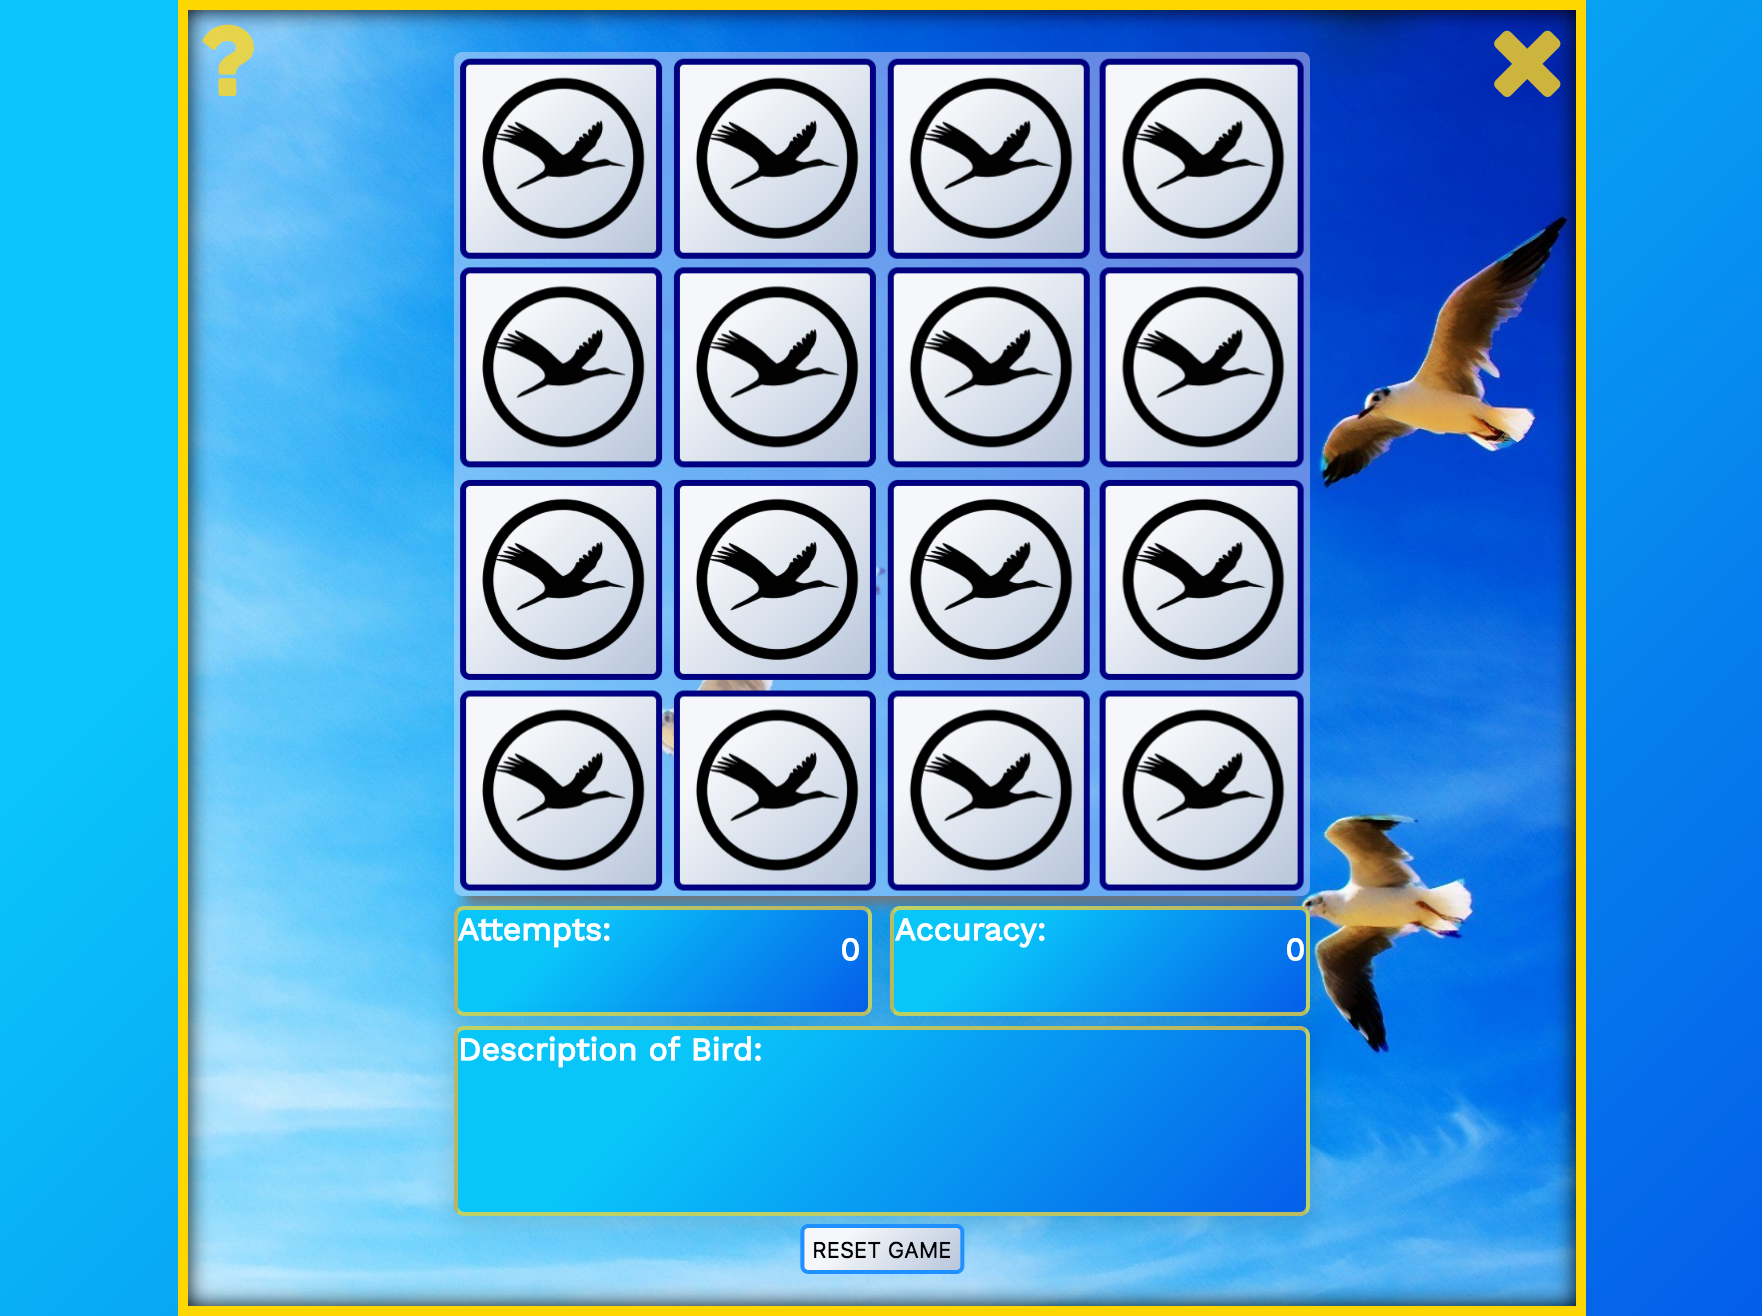 ?
Attempts:
0
Accuracy:
0
Description of Bird:
RESET GAME